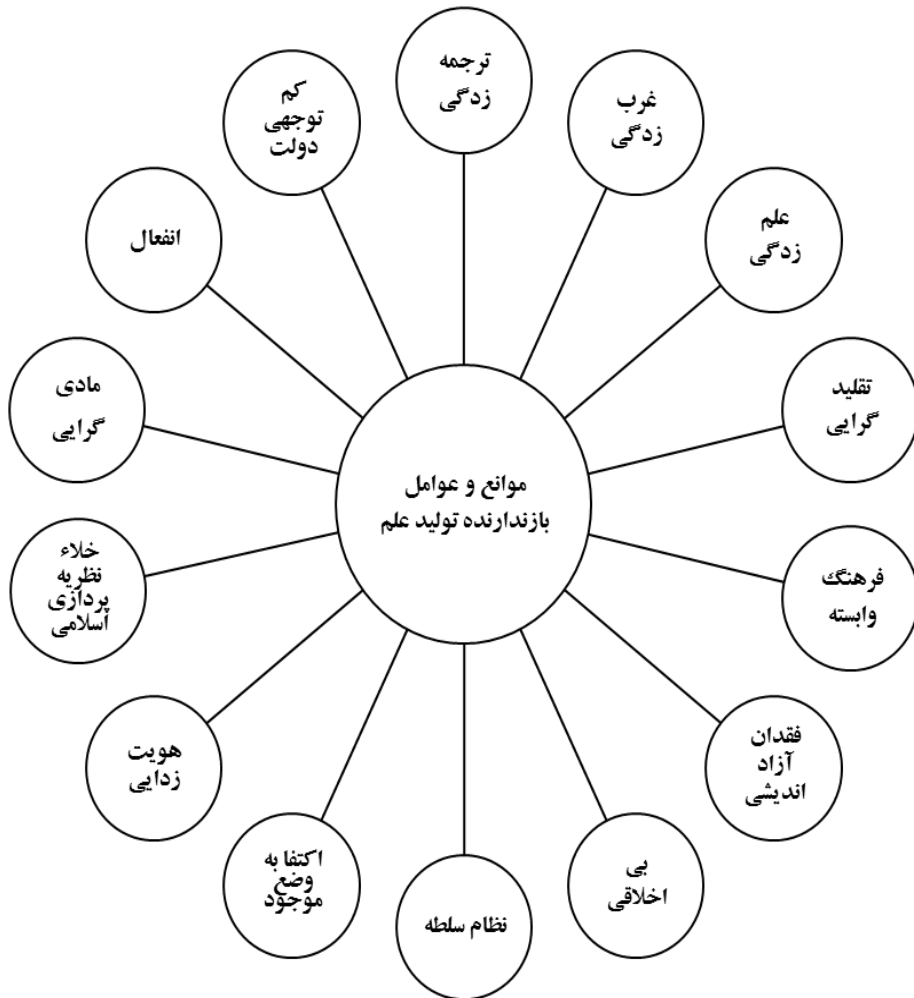 موانع و عوامل
بازندارنده تولید علم
ترجمه
زدگی
غرب
زدگی
علم
زدگی
تقلید
گرایی
فرهنگ
وابسته
فقدان
آزاد
اندیشی
بی
اخلاقی
نظام سلطه
اکتفا به
وضع
موجود
هویت
زدایی
خلاء
نظریه
پردازی
اسلامی
مادی
گرایی
انفعال
کم
توجهی
دولت